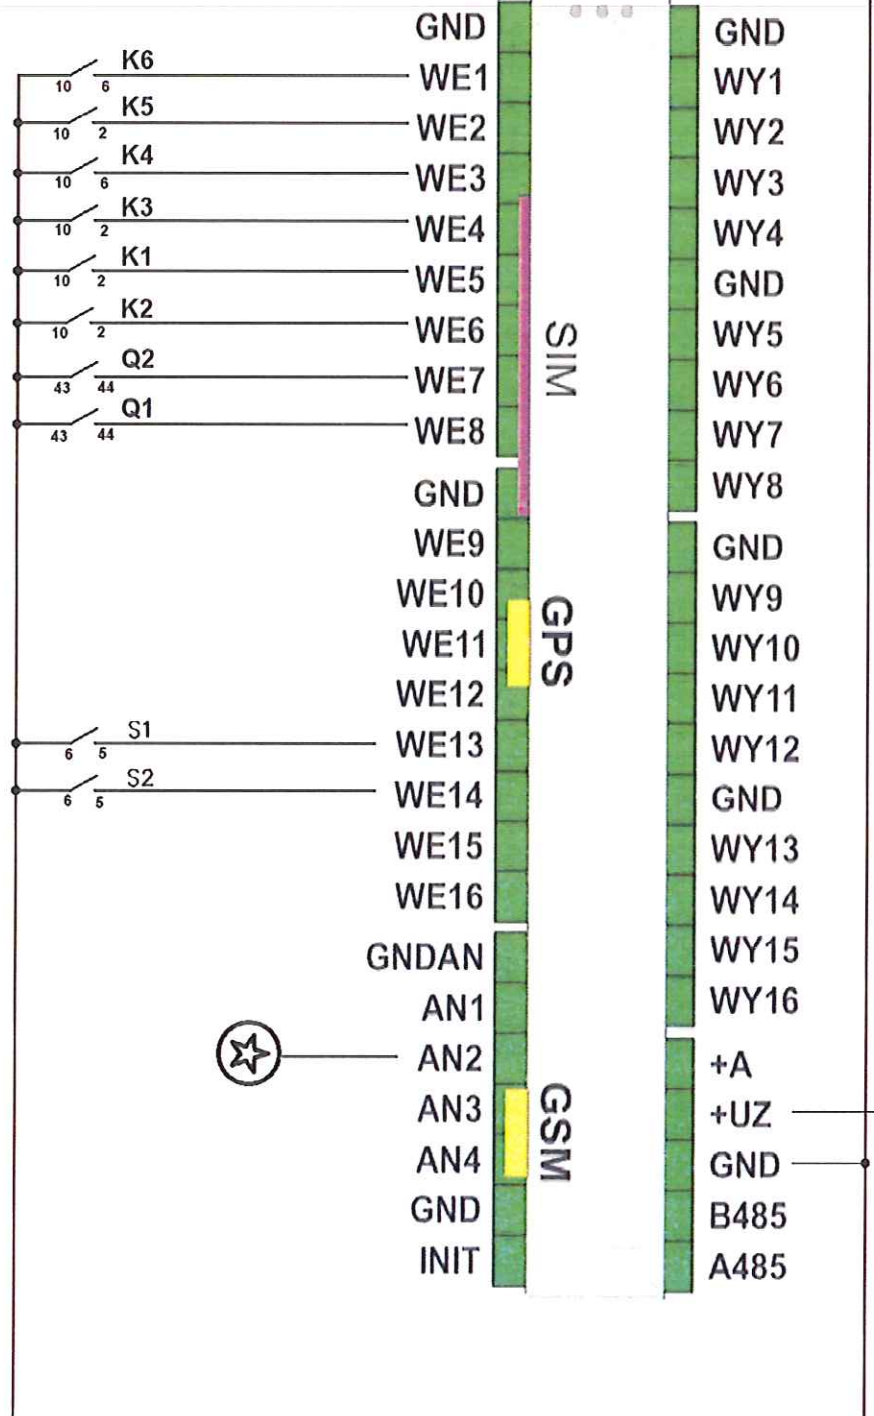 GND
K6
10 6
WE1
K5
10 2
WE2
K4
10 6
WE3
K3
10 2
WE4
K1
10 2
WE5
K2
10 2
WE6
Q2
43 44
WE7
Q1
43 44
WE8
GND
WE9
WE10
WE11
WE12
S1
6 5
WE13
S2
6 5
WE14
WE15
WE16
GNDAN
AN1
AN2
AN3
AN4
GND
INIT
SIM
GPS
GSM
GND
WY1
WY2
WY3
WY4
GND
WY5
WY6
WY7
WY8
GND
WY9
WY10
WY11
WY12
GND
WY13
WY14
WY15
WY16
+A
+UZ
GND
B485
A485